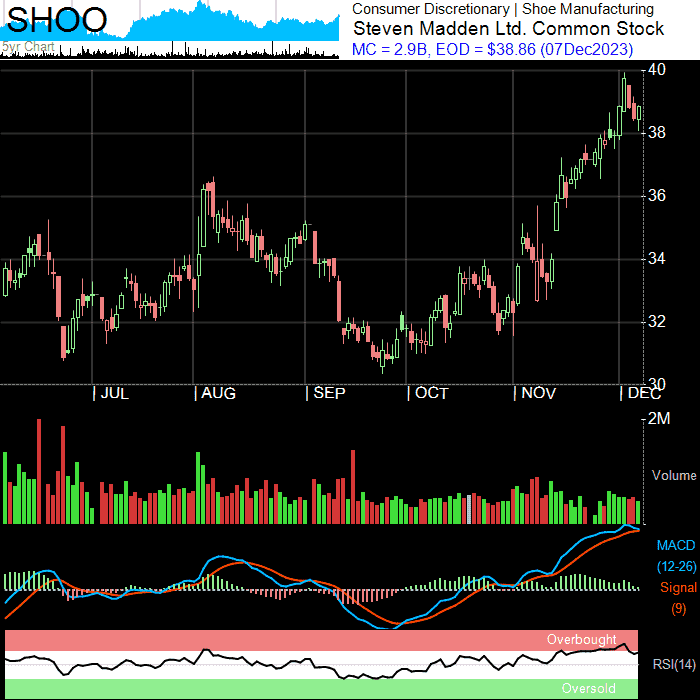 SHOO
5yr Chart
Consumer Discretionary | Shoe Manufacturing
Steven Madden Ltd. Common Stock
MC = 2.9B, EOD = $38.86 (07Dec2023)
40
38
36
34
32
30
| JUL | AUG | SEP | OCT | NOV | DEC
2M
Volume
MACD
(12-26)
Signal
(9)
Overbought
RSI(14)
Oversold